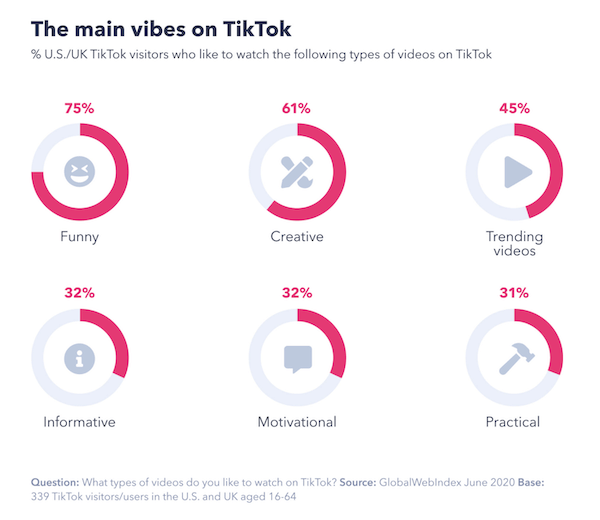 The main vibes on TikTok
% U.S./UK TikTok visitors who like to watch the following types of videos on TikTok
75%
61%
45%
Funny
Creative
Trending
videos
32%
32%
31%
Informative
Motivational
Practical
Question: What types of videos do you like to watch on TikTok? Source: GlobalWebIndex June 2020 Base:
339 TikTok visitors/users in the U.S. and UK aged 16-64